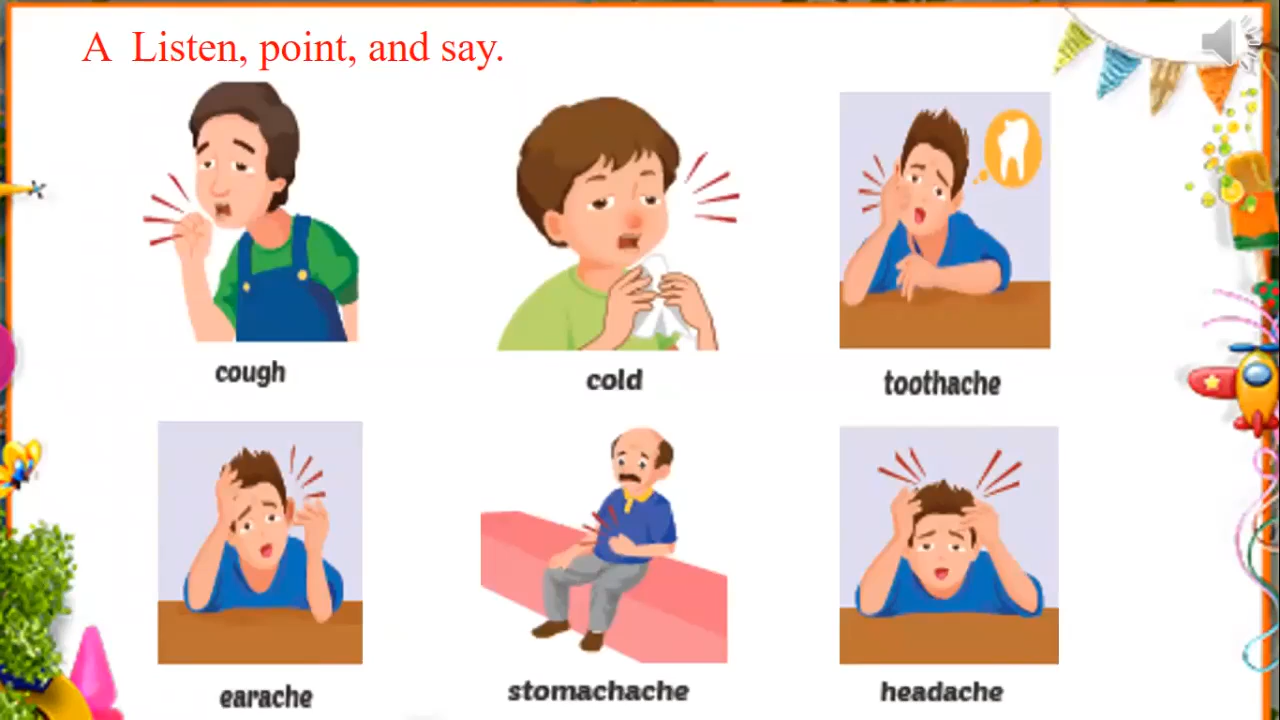 A Listen, point, and say.
cough
cold
toothache
earache
stomachache
headache